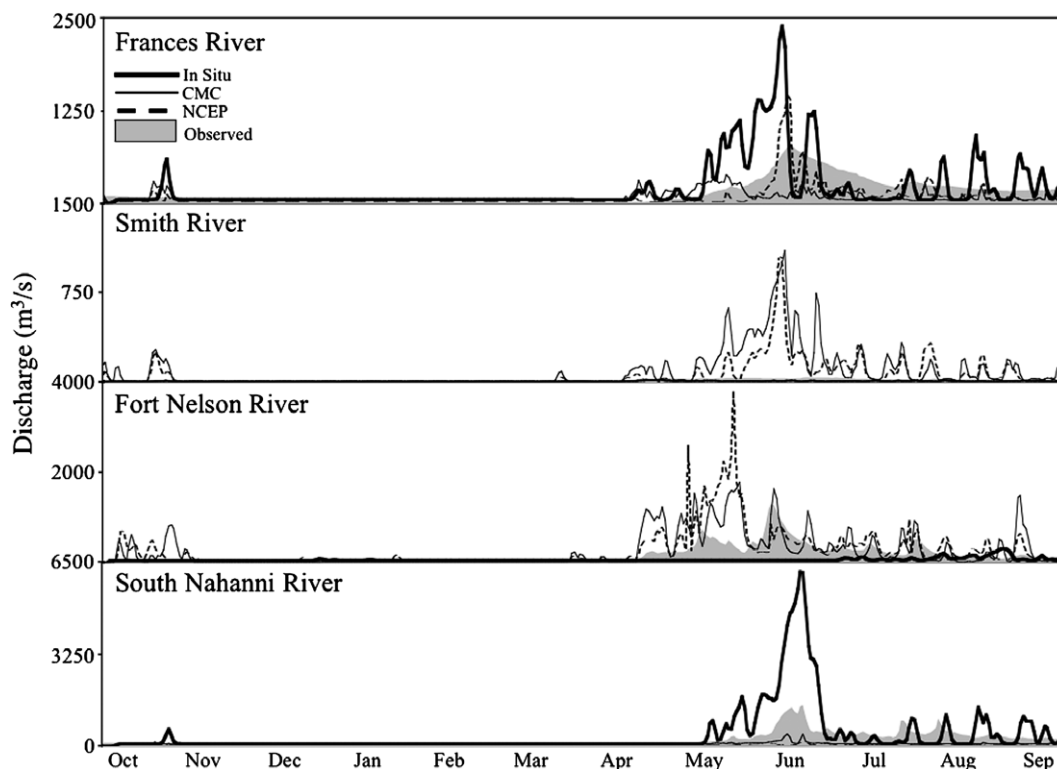 2500
Frances River
In Situ
CMC
NCEP
Observed
1250
1500
Smith River
750
4000
Fort Nelson River
2000
6500
South Nahanni River
3250
0
Discharge (m³/s)
Oct Nov Dec Jan Feb Mar Apr May Jun Jul Aug Sep